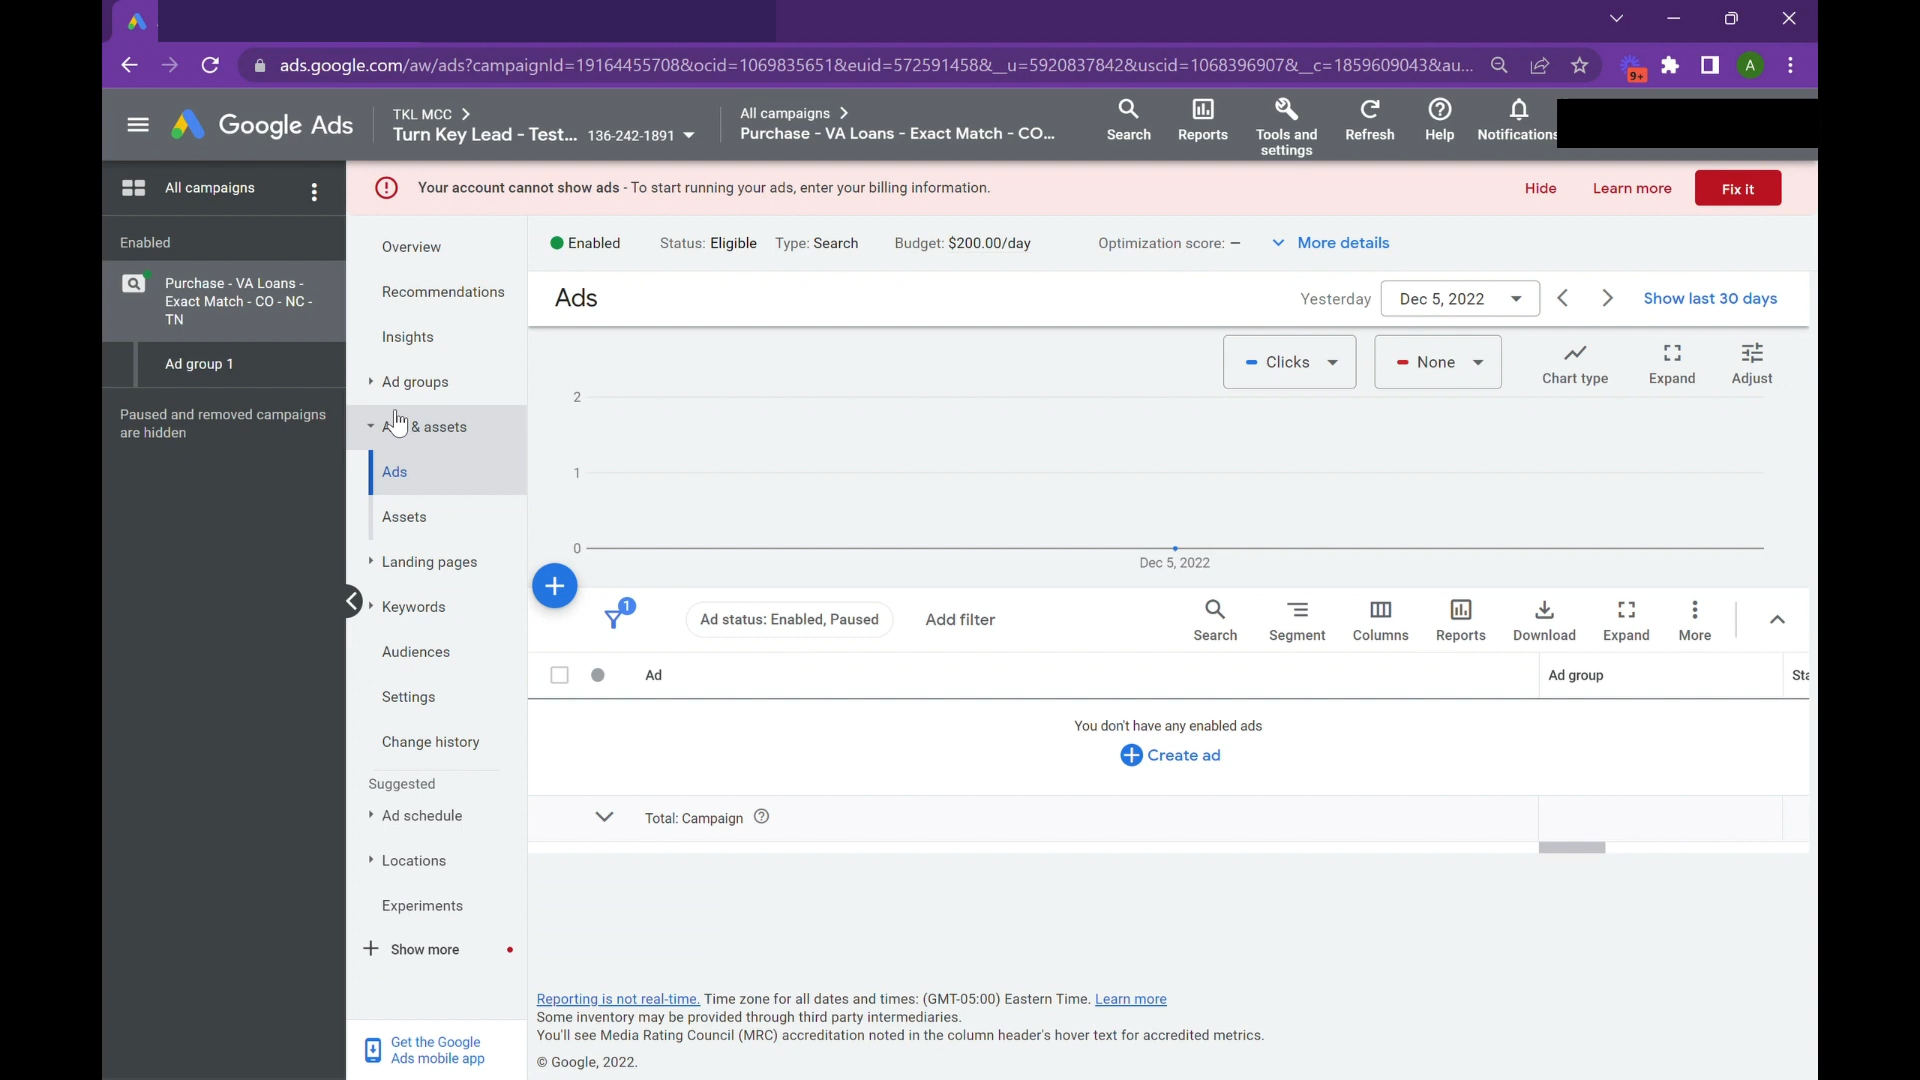 ads.google.com/aw/ads?campaignId=19164455708&ocid=1069835651&euid=572591458&__u=5920837842&uscid=1068396907&__c=1859609043&au...
9+
A
Google Ads
TKL MCC
Turn Key Lead - Test... 136-242-1891
All campaigns
Purchase - VA Loans - Exact Match - CO...
Search
Reports
Tools and
settings
Refresh
Help
Notifications
All campaigns
Enabled
Purchase - VA Loans -
Exact Match - CO - NC -
TN
Ad group 1
Paused and removed campaigns
are hidden
Your account cannot show ads - To start running your ads, enter your billing information.
Hide
Learn more
Fix it
Overview
Recommendations
Insights
Ad groups
& assets
Ads
Assets
Landing pages
Keywords
Audiences
Settings
Change history
Suggested
Ad schedule
Locations
Experiments
Show more
Get the Google
Ads mobile app
Enabled Status: Eligible Type: Search Budget: $200.00/day Optimization score: – More details
Ads
Yesterday Dec 5, 2022 Show last 30 days
Clicks
None
Chart type
Expand
Adjust
2
1
0
Dec 5, 2022
1
Ad status: Enabled, Paused
Add filter
Search
Segment
Columns
Reports
Download
Expand
More
Ad
Ad group
Sta
You don't have any enabled ads
Create ad
Total: Campaign
Reporting is not real-time. Time zone for all dates and times: (GMT-05:00) Eastern Time. Learn more
Some inventory may be provided through third party intermediaries.
You'll see Media Rating Council (MRC) accreditation noted in the column header's hover text for accredited metrics.
© Google, 2022.